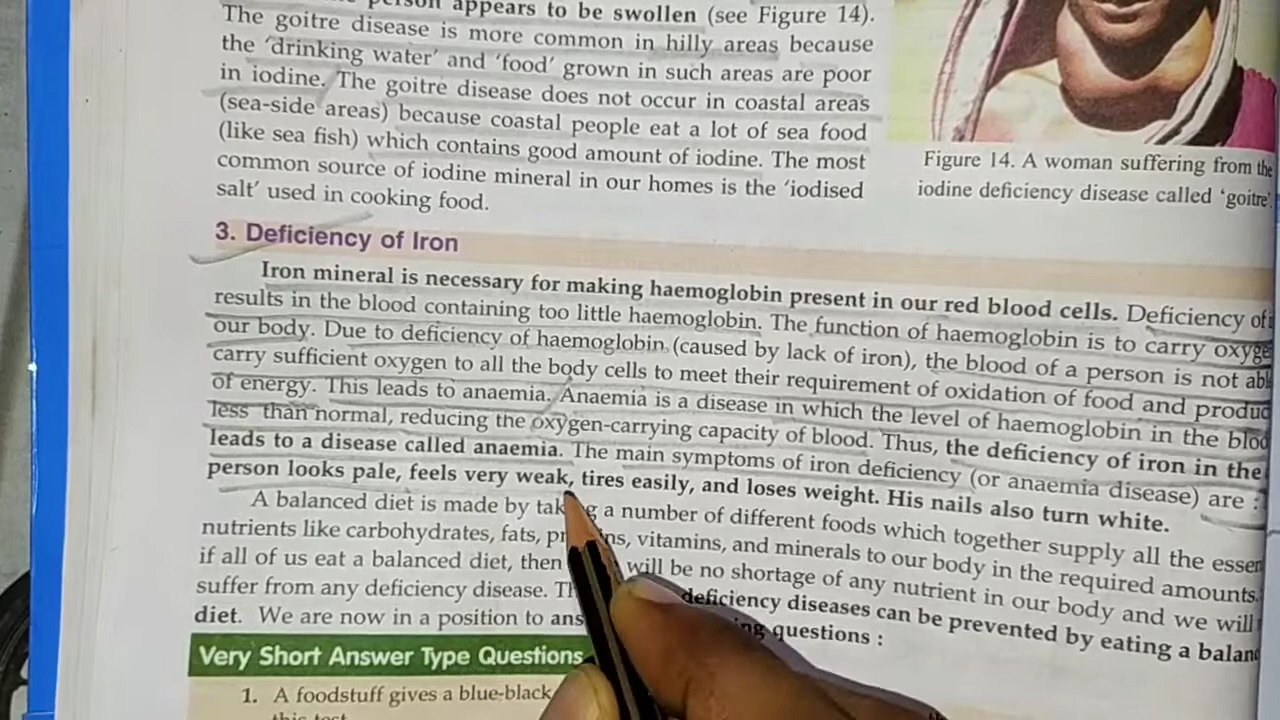 person appears to be swollen (see Figure 14).
The goitre disease is more common in hilly areas because
the 'drinking water' and 'food' grown in such areas are poor
in iodine. The goitre disease does not occur in coastal areas
(sea-side areas) because coastal people eat a lot of sea food
(like sea fish) which contains good amount of iodine. The most
common source of iodine mineral in our homes is the 'iodised
salt' used in cooking food.
Figure 14. A woman suffering from the
iodine deficiency disease called 'goitre'.
3. Deficiency of Iron
Iron mineral is necessary for making haemoglobin present in our red blood cells. Deficiency of
results in the blood containing too little haemoglobin. The function of haemoglobin is to carry oxyge
our body. Due to deficiency of haemoglobin (caused by lack of iron), the blood of a person is not abl
carry sufficient oxygen to all the body cells to meet their requirement of oxidation of food and produc
of energy. This leads to anaemia. Anaemia is a disease in which the level of haemoglobin in the bloo
less than normal, reducing the oxygen-carrying capacity of blood. Thus, the deficiency of iron in the
leads to a disease called anaemia. The main symptoms of iron deficiency (or anaemia disease) are :
person looks pale, feels very weak, tires easily, and loses weight. His nails also turn white.
A balanced diet is made by tak g a number of different foods which together supply all the essen
nutrients like carbohydrates, fats, pr ns, vitamins, and minerals to our body in the required amounts.
if all of us eat a balanced diet, then will be no shortage of any nutrient in our body and we will
suffer from any deficiency disease. Th deficiency diseases can be prevented by eating a balan
diet. We are now in a position to ans ng questions :
Very Short Answer Type Questions
1. A foodstuff gives a blue-black
this test